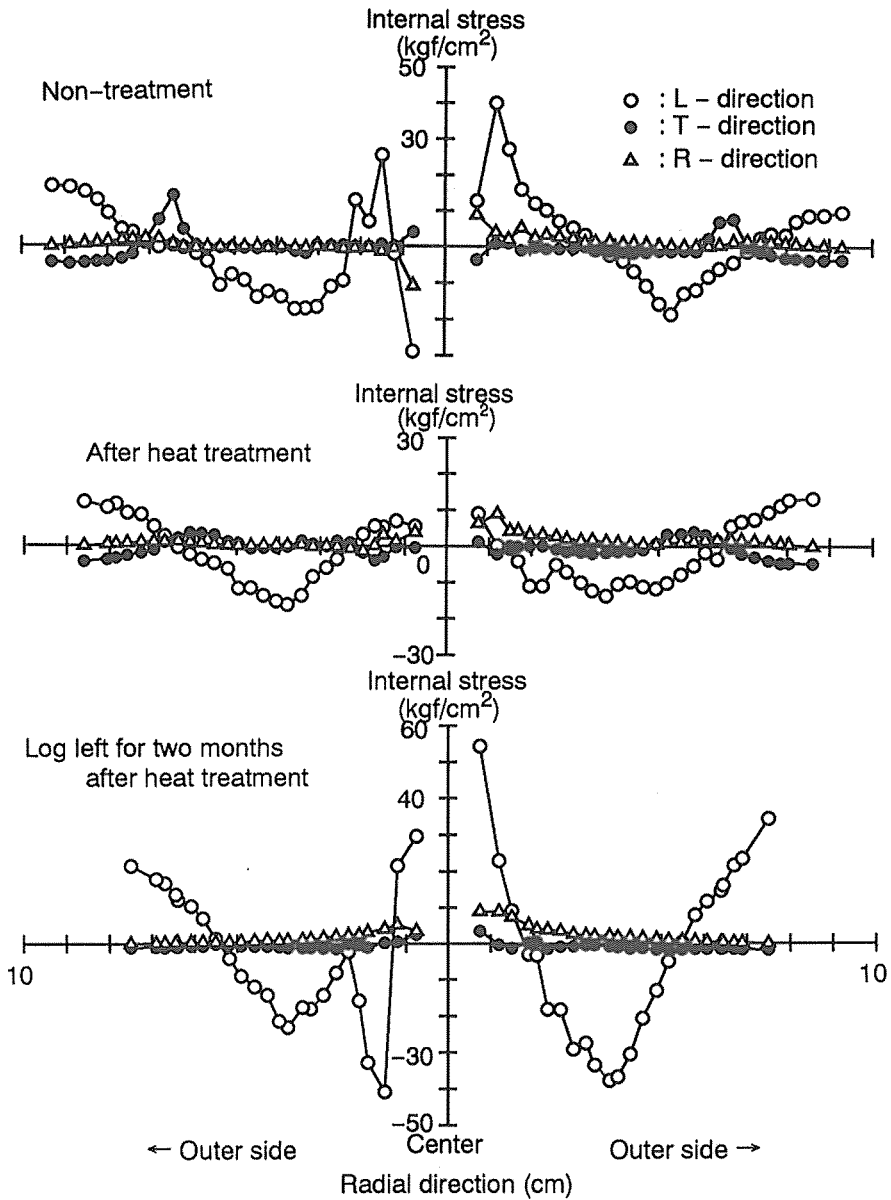 Internal stress
(kgf/cm2)
50
Non-treatment
: L - direction
: T - direction
30
: R - direction
Internal stress
(kgf/cm2)
30
After heat treatment
0
-30
Internal stress
(kgf/cm2)
60
Log left for two months
after heat treatment
40
10
10
-30
-50
← Outer side
Center
Outer side →
Radial direction (cm)